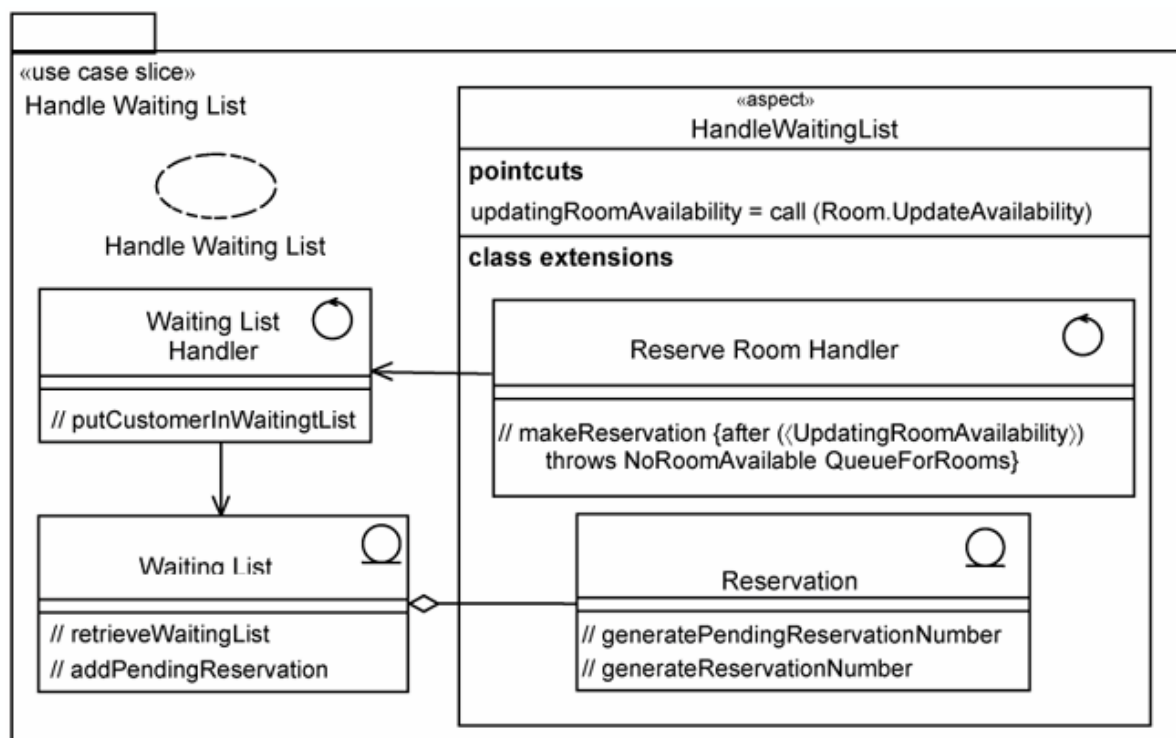 «use case slice»
Handle Waiting List
Handle Waiting List
«aspect»
HandleWaitingList
pointcuts
updatingRoomAvailability = call (Room.UpdateAvailability)
class extensions
Waiting List
Handler
// putCustomerInWaitingtList
Reserve Room Handler
// makeReservation {after (⟨UpdatingRoomAvailability⟩)
throws NoRoomAvailable QueueForRooms}
Waiting List
// retrieveWaitingList
// addPendingReservation
Reservation
// generatePendingReservationNumber
// generateReservationNumber